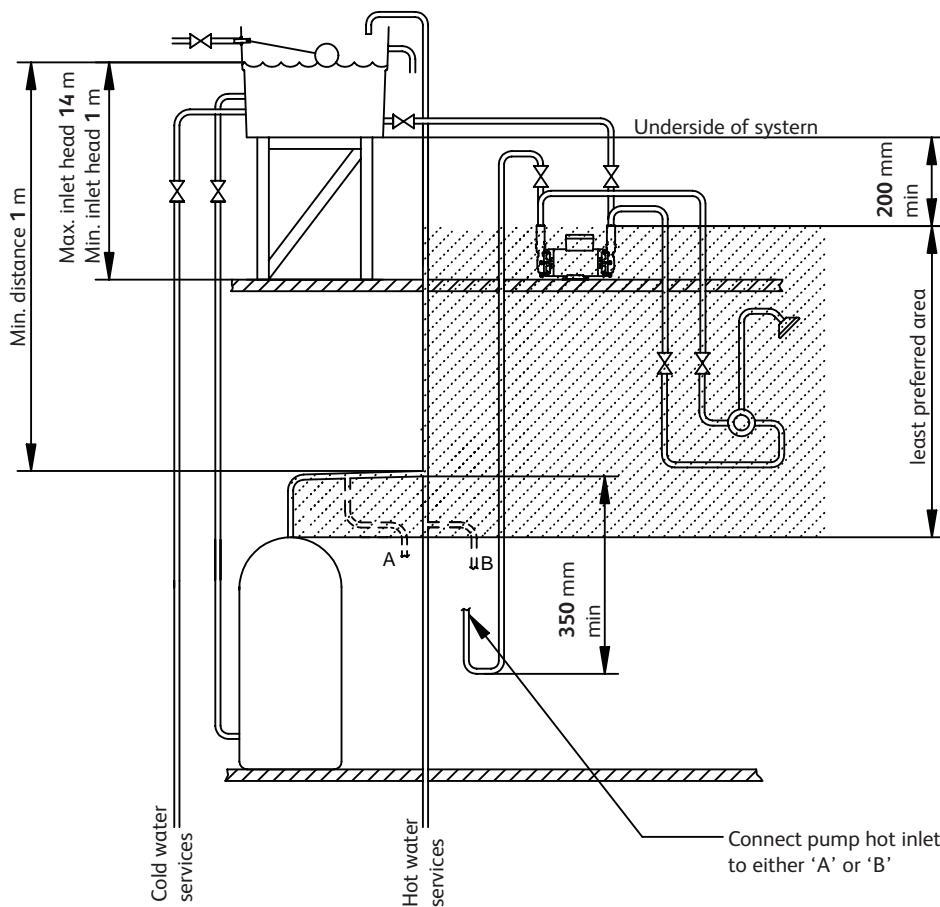 Underside of systern
Min. distance 1 m
Max. inlet head 14 m
Min. inlet head 1 m
200 mm
min
least preferred area
A
B
350 mm
min
Cold water
services
Hot water
services
Connect pump hot inlet
to either ‘A’ or ‘B’